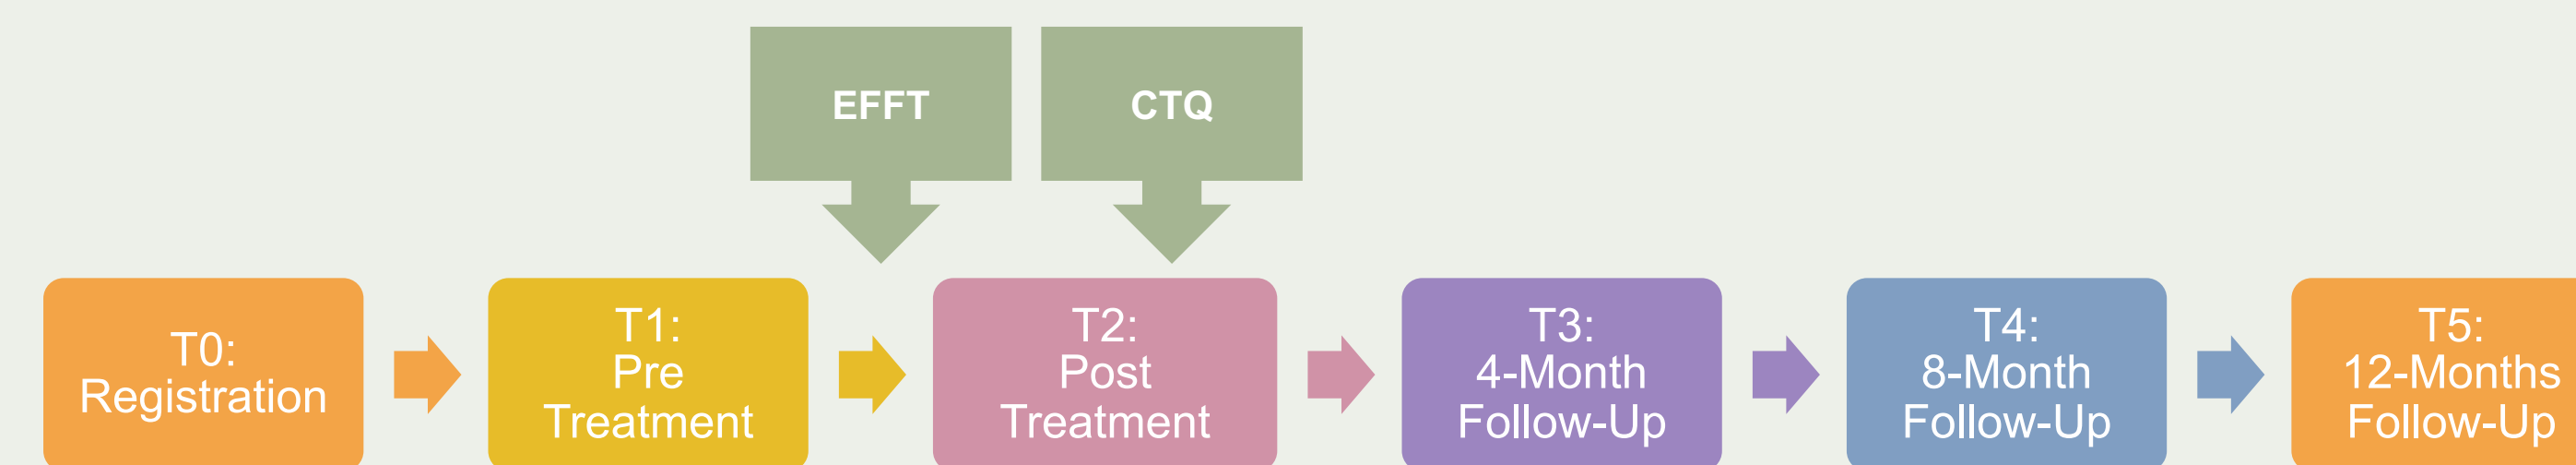 EFFT
CTQ
T0:
Registration
T1:
Pre
Treatment
T2:
Post
Treatment
T3:
4-Month
Follow-Up
T4:
8-Month
Follow-Up
T5:
12-Months
Follow-Up